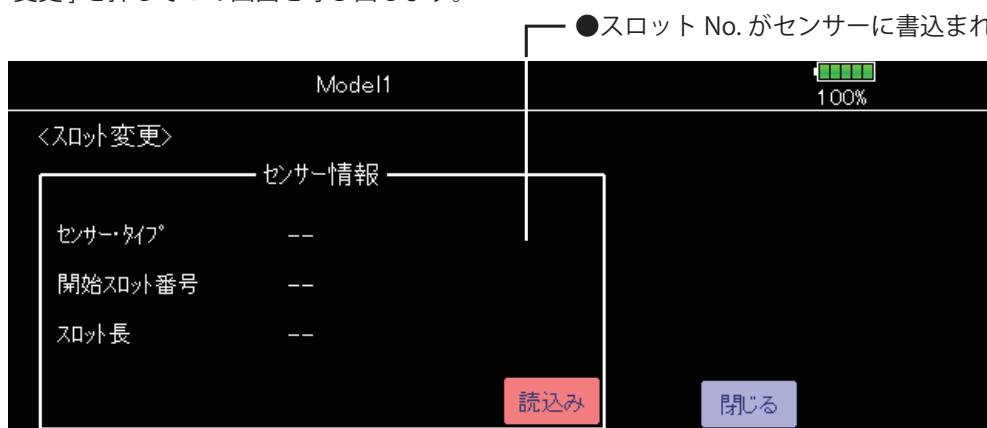 ●スロット No. がセンサーに書込まれ
Model1
100%
<スロット変更>
センサー情報
センサー・タイプ --
開始スロット番号 --
スロット長 --
読込み
閉じる